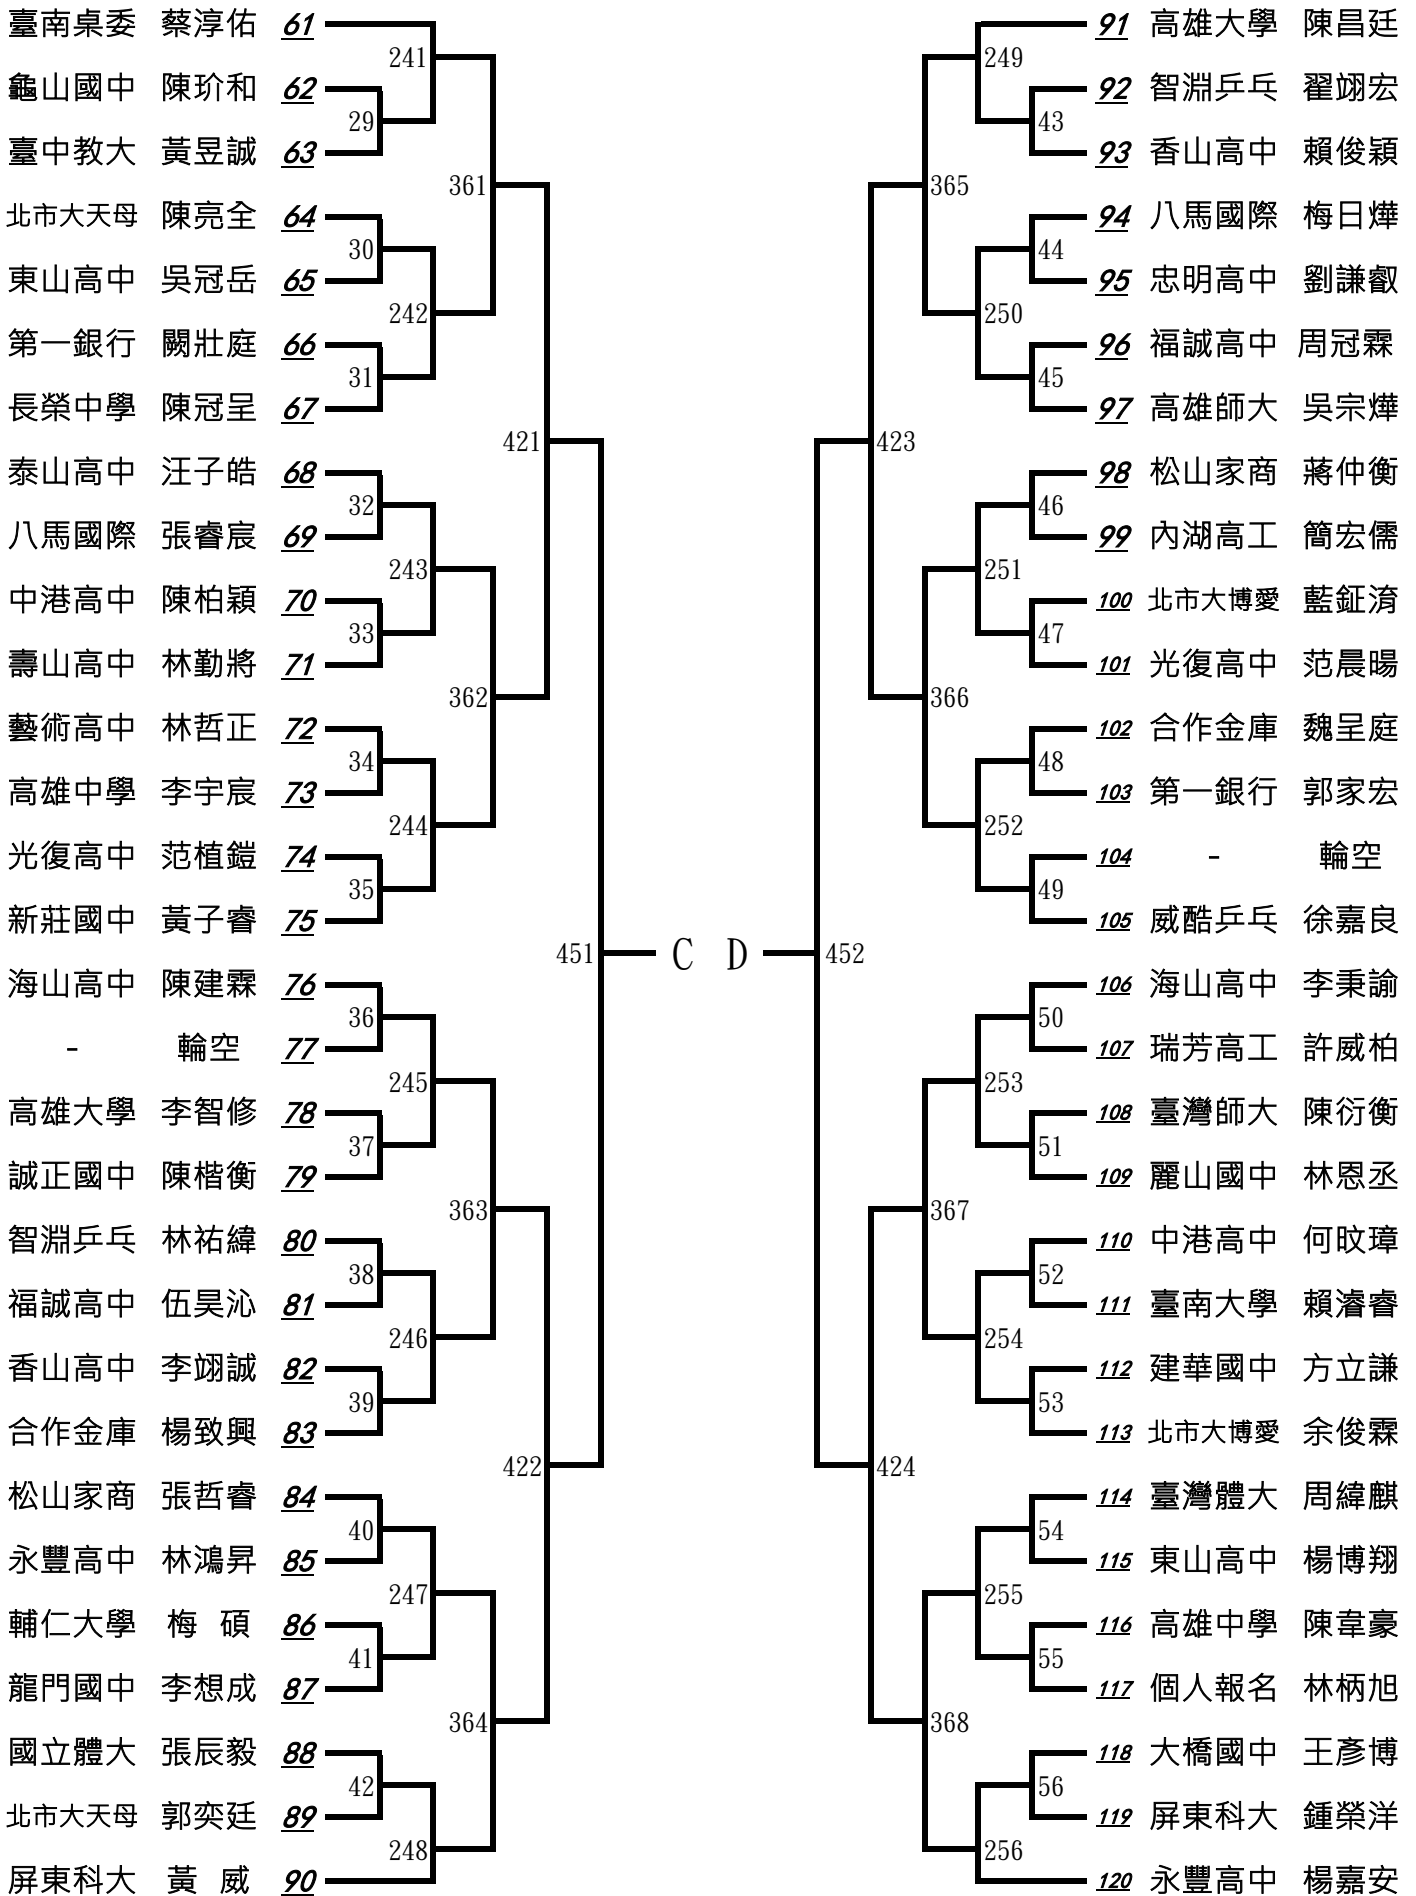 臺南桌委 蔡淳佑 61 91 高雄大學 陳昌廷
241 249
龜山國中 陳玠和 62 92 智淵乒乓 翟翊宏
29 43
臺中教大 黃昱誠 63 93 香山高中 賴俊穎
361 365
北市大天母 陳亮全 64 94 八馬國際 梅日燁
30 44
東山高中 吳冠岳 65 95 忠明高中 劉謙叡
242 250
第一銀行 闕壯庭 66 96 福誠高中 周冠霖
31 45
長榮中學 陳冠呈 67 97 高雄師大 吳宗燁
421 423
泰山高中 汪子皓 68 98 松山家商 蔣仲衡
32 46
八馬國際 張睿宸 69 99 內湖高工 簡宏儒
243 251
中港高中 陳柏穎 70 100 北市大博愛 藍鉦淯
33 47
壽山高中 林勤將 71 101 光復高中 范晨暘
362 366
藝術高中 林哲正 72 102 合作金庫 魏呈庭
34 48
高雄中學 李宇宸 73 103 第一銀行 郭家宏
244 252
光復高中 范植鎧 74 104 - 輪空
35 49
新莊國中 黃子睿 75 105 威酷乒乓 徐嘉良
451 C D 452
海山高中 陳建霖 76 106 海山高中 李秉諭
36 50
- 輪空 77 107 瑞芳高工 許威柏
245 253
高雄大學 李智修 78 108 臺灣師大 陳衍衡
37 51
誠正國中 陳楷衡 79 109 麗山國中 林恩丞
363 367
智淵乒乓 林祐緯 80 110 中港高中 何旼璋
38 52
福誠高中 伍昊沁 81 111 臺南大學 賴濬睿
246 254
香山高中 李翊誠 82 112 建華國中 方立謙
39 53
合作金庫 楊致興 83 113 北市大博愛 余俊霖
422 424
松山家商 張哲睿 84 114 臺灣體大 周緯麒
40 54
永豐高中 林鴻昇 85 115 東山高中 楊博翔
247 255
輔仁大學 梅 碩 86 116 高雄中學 陳韋豪
41 55
龍門國中 李想成 87 117 個人報名 林柄旭
364 368
國立體大 張辰毅 88 118 大橋國中 王彥博
42 56
北市大天母 郭奕廷 89 119 屏東科大 鍾榮洋
248 256
屏東科大 黃 威 90 120 永豐高中 楊嘉安